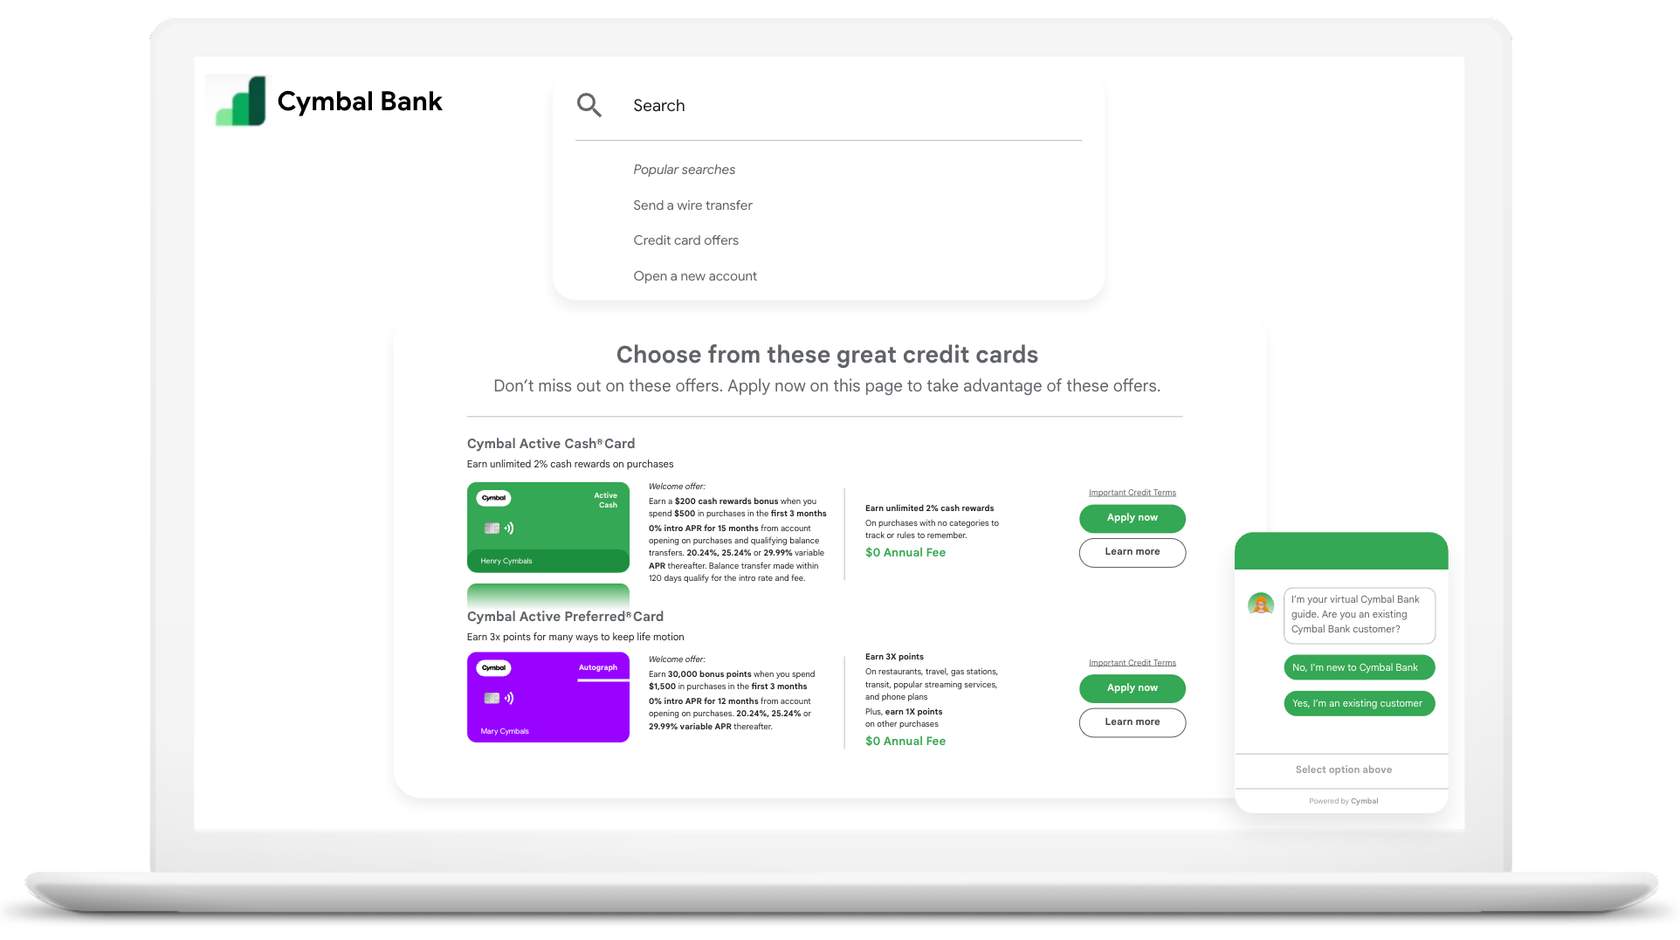 Cymbal Bank
Search
Popular searches
Send a wire transfer
Credit card offers
Open a new account
Choose from these great credit cards
Don't miss out on these offers. Apply now on this page to take advantage of these offers.
Cymbal Active Cash® Card
Earn unlimited 2% cash rewards on purchases
Cymbal
Active
Cash
Henry Cymbals
Welcome offer:
Earn a $200 cash rewards bonus when you
spend $500 in purchases in the first 3 months
0% intro APR for 15 months from account
opening on purchases and qualifying balance
transfers. 20.24%, 25.24% or 29.99% variable
APR thereafter. Balance transfer made within
120 days qualify for the intro rate and fee.
Earn unlimited 2% cash rewards
On purchases with no categories to
track or rules to remember.
$0 Annual Fee
Important Credit Terms
Apply now
Learn more
Cymbal Active Preferred® Card
Earn 3x points for many ways to keep life motion
Cymbal
Autograph
Mary Cymbals
Welcome offer:
Earn 30,000 bonus points when you spend
$1,500 in purchases in the first 3 months
0% intro APR for 12 months from account
opening on purchases. 20.24%, 25.24% or
29.99% variable APR thereafter.
Earn 3X points
On restaurants, travel, gas stations,
transit, popular streaming services,
and phone plans
Plus, earn 1X points
on other purchases
$0 Annual Fee
Important Credit Terms
Apply now
Learn more
I'm your virtual Cymbal Bank
guide. Are you an existing
Cymbal Bank customer?
No, I'm new to Cymbal Bank
Yes, I'm an existing customer
Select option above
Powered by Cymbal